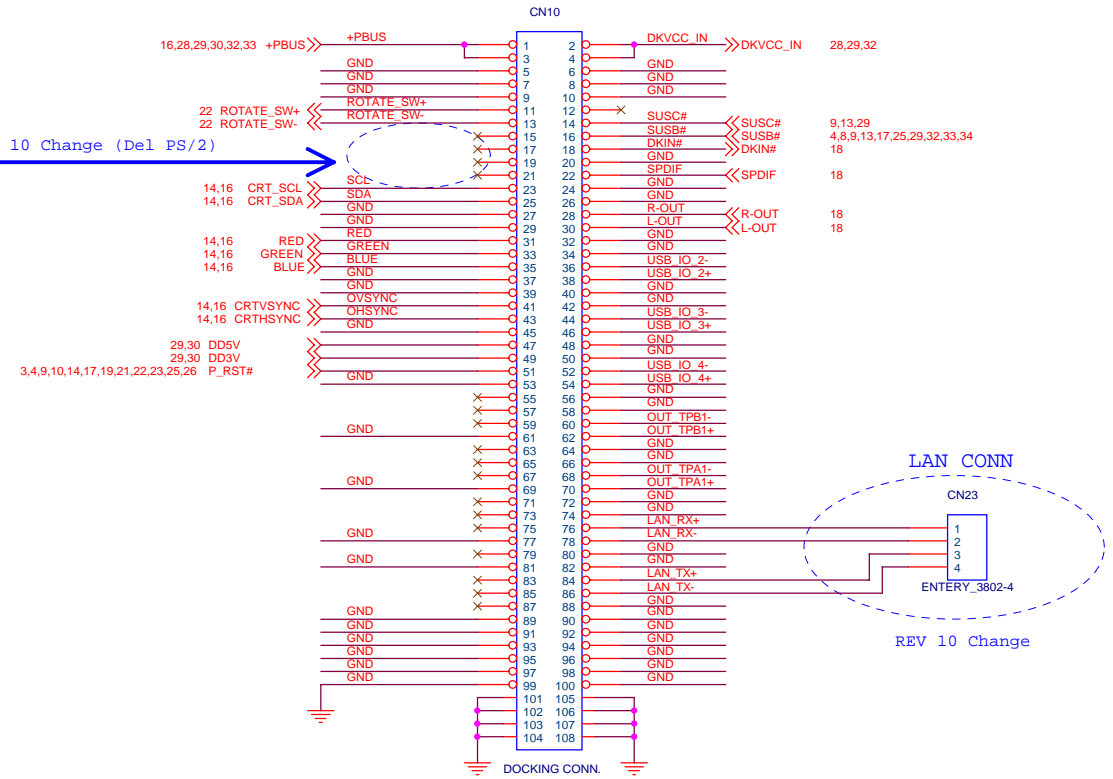 CN10
16,28,29,30,32,33 +PBUS +PBUS 1 2 DKVCC_IN DKVCC_IN 28,29,32
3 4
GND 5 6 GND
GND 7 8 GND
GND 9 10 GND
22 ROTATE_SW+ ROTATE_SW+ 11 12
22 ROTATE_SW- ROTATE_SW- 13 14 SUSC# SUSC# 9,13,29
15 16 SUSB# SUSB# 4,8,9,13,17,25,29,32,33,34
10 Change (Del PS/2)
17 18 DKIN# DKIN# 18
19 20 GND
21 22 SPDIF SPDIF 18
14,16 CRT_SCL SCL 23 24 GND
14,16 CRT_SDA SDA 25 26 GND
GND 27 28 R-OUT R-OUT 18
GND 29 30 L-OUT L-OUT 18
14,16 RED RED 31 32 GND
14,16 GREEN GREEN 33 34 GND
14,16 BLUE BLUE 35 36 USB_IO_2-
GND 37 38 USB_IO_2+
GND 39 40 GND
14,16 CRTVSYNC OVSYNC 41 42 GND
14,16 CRTHSYNC OHSYNC 43 44 USB_IO_3-
GND 45 46 USB_IO_3+
29,30 DD5V 47 48 GND
29,30 DD3V 49 50 GND
3,4,9,10,14,17,19,21,22,23,25,26 P_RST# 51 52 USB_IO_4-
GND 53 54 USB_IO_4+
55 56 GND
57 58 GND
59 60 OUT_TPB1-
GND 61 62 OUT_TPB1+
63 64 GND
65 66 GND
67 68 OUT_TPA1-
GND 69 70 OUT_TPA1+
71 72 GND
73 74 GND
75 76 LAN_RX+
GND 77 78 LAN_RX-
79 80 GND
GND 81 82 GND
83 84 LAN_TX+
85 86 LAN_TX-
87 88 GND
GND 89 90 GND
GND 91 92 GND
GND 93 94 GND
GND 95 96 GND
GND 97 98 GND
GND 99 100 GND
101 105
102 106
103 107
104 108
DOCKING CONN.
LAN CONN
CN23
1
2
3
4
ENTERY_3802-4
REV 10 Change